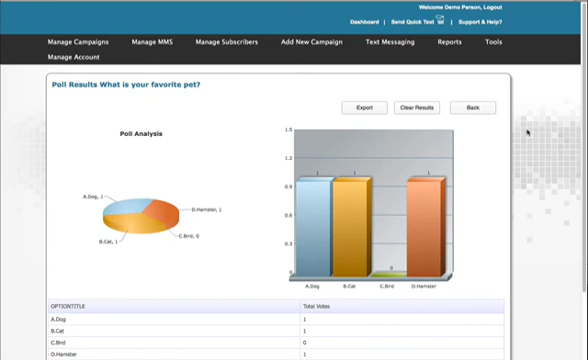 Welcome Demo Person, Logout
Dashboard | Send Quick Text | Support & Help?
Manage Campaigns Manage MMS Manage Subscribers Add New Campaign Text Messaging Reports Tools
Manage Account
Poll Results What is your favorite pet?
Export Clear Results Back
Poll Analysis
A.Dog, 1
D.Hamster, 1
C.Bird, 0
B.Cat, 1
1.5
1.2
0.9
0.6
0.3
0
1 1 0 1
A.Dog B.Cat C.Bird D.Hamster
OPTIONTITLE Total Votes
A.Dog 1
B.Cat 1
C.Bird 0
D.Hamster 1